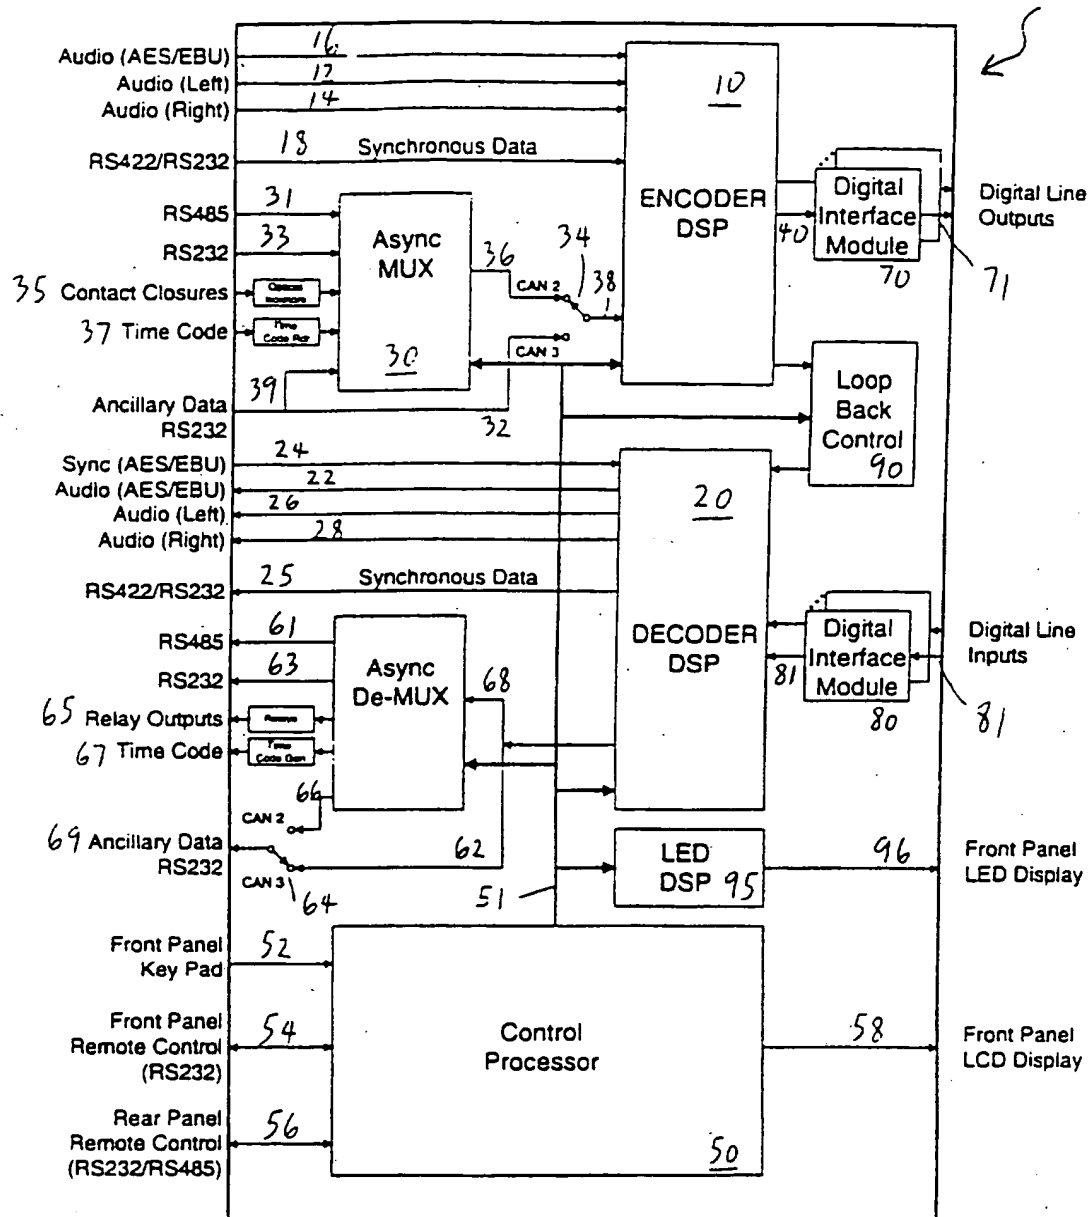 Audio (AES/EBU)
16
Audio (Left)
12
Audio (Right)
14
RS422/RS232
18
Synchronous Data
RS485
31
RS232
33
35 Contact Closures
37 Time Code
Time
Code Rdr
39
Ancillary Data
RS232
32
Async
MUX
30
36
CAN 2
34
38
CAN 3
10
ENCODER
DSP
40
Digital
Interface
Module
70
71
Digital Line
Outputs
Loop
Back
Control
90
Sync (AES/EBU)
24
Audio (AES/EBU)
22
Audio (Left)
26
Audio (Right)
28
RS422/RS232
25
Synchronous Data
20
DECODER
DSP
81
Digital
Interface
Module
80
81
Digital Line
Inputs
RS485
61
RS232
63
65 Relay Outputs
67 Time Code
Time
Code Gen
Async
De-MUX
68
66
CAN 2
69 Ancillary Data
RS232
CAN 3
64
62
51
LED
DSP
95
96
Front Panel
LED Display
Front Panel
Key Pad
52
Front Panel
Remote Control
(RS232)
54
Rear Panel
Remote Control
(RS232/RS485)
56
Control
Processor
50
58
Front Panel
LCD Display